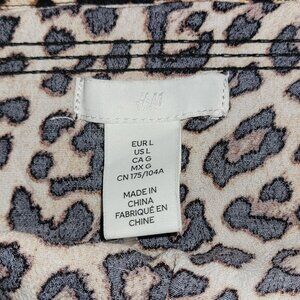 H&M
EUR L
US L
CA G
MX G
CN 175/104A
MADE IN
CHINA
FABRIQUÉ EN
CHINE